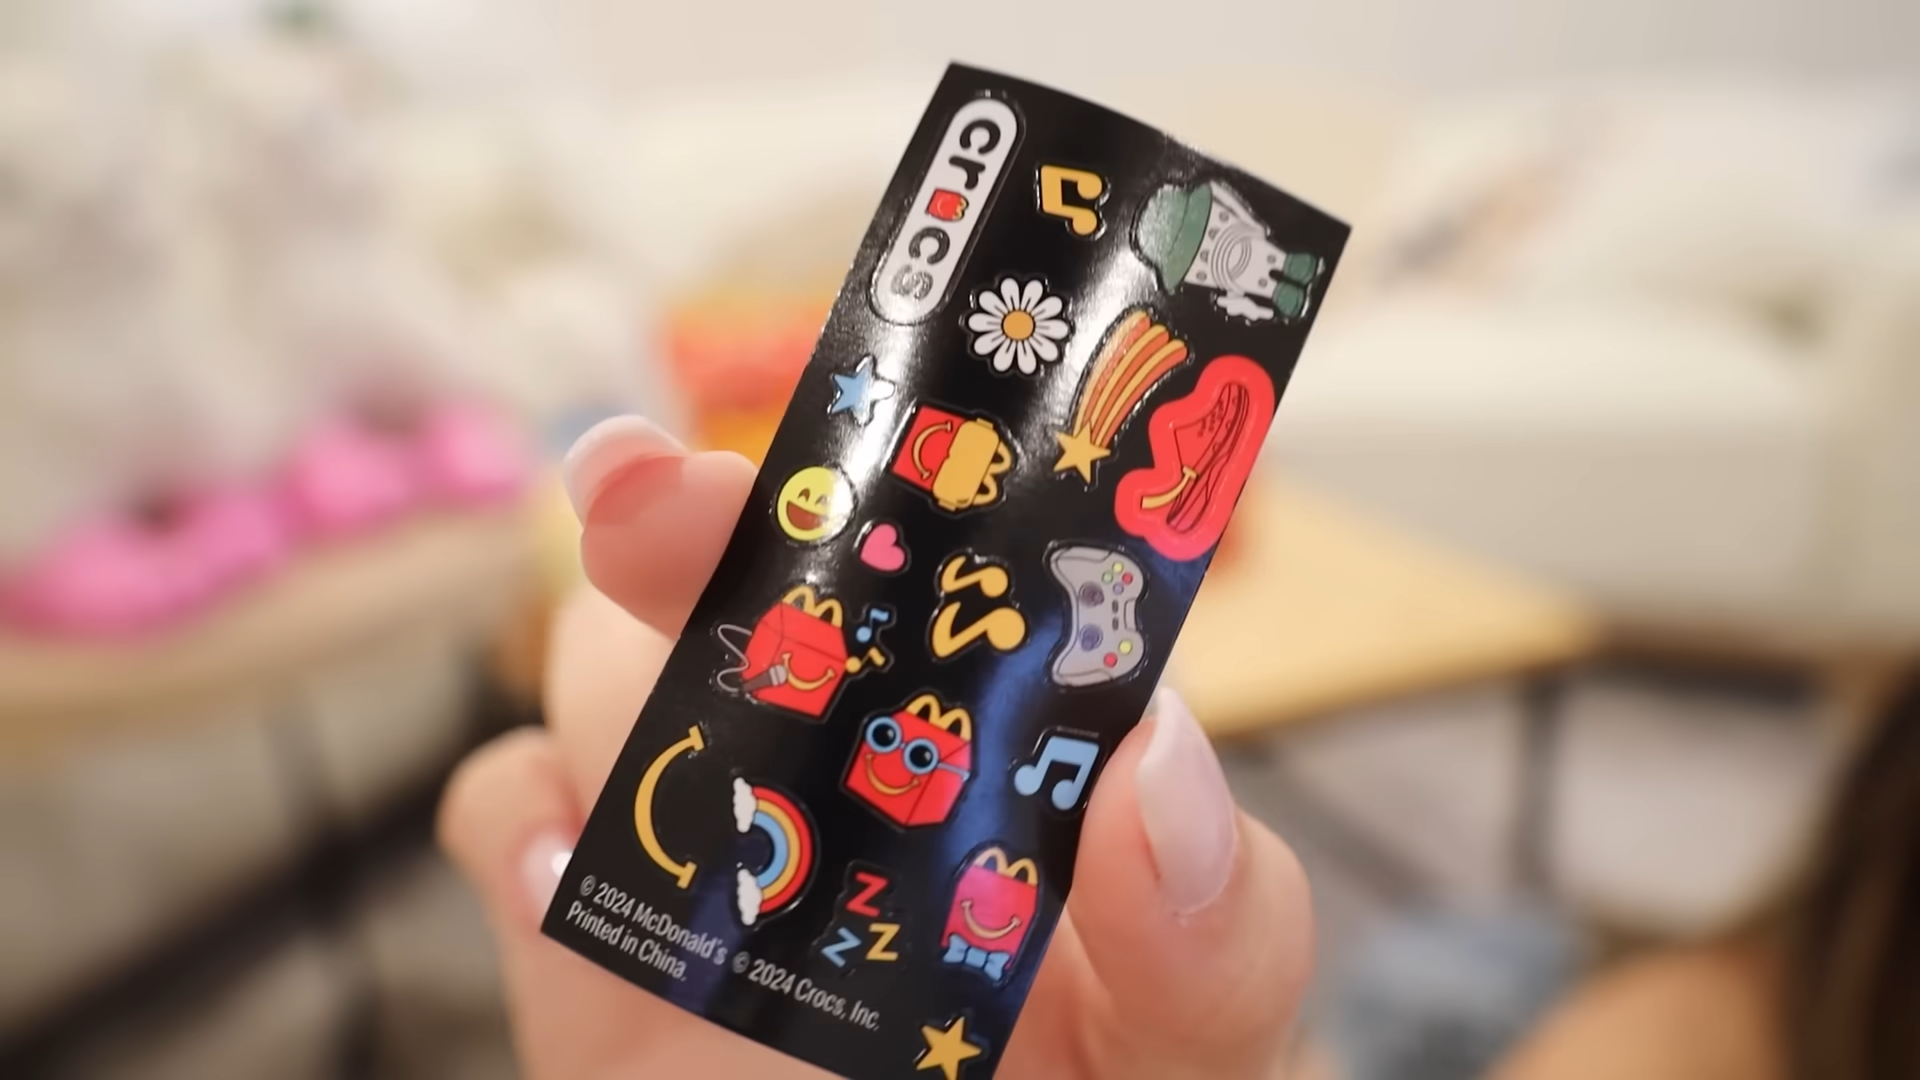 crocs
Z
Z
Z
© 2024 McDonald's © 2024 Crocs, Inc.
Printed in China.